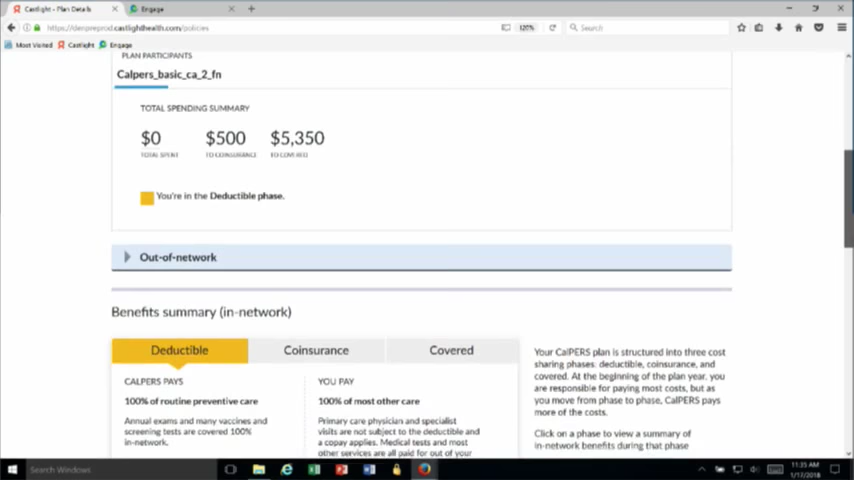 Castlight - Plan Details
Engage
https://denpreprod.castlighthealth.com/policies
120%
Search
Most Visited
Castlight
Engage
PLAN PARTICIPANTS
Calpers_basic_ca_2_fn
TOTAL SPENDING SUMMARY
$0
$500
$5,350
TOTAL SPENT
TO COINSURANCE
TO COVERED
You're in the Deductible phase.
Out-of-network
Benefits summary (in-network)
Deductible
Coinsurance
Covered
CALPERS PAYS
100% of routine preventive care
Annual exams and many vaccines and
screening tests are covered 100%
in-network.
YOU PAY
100% of most other care
Primary care physician and specialist
visits are not subject to the deductible and
a copay applies. Medical tests and most
other services are all paid for out of your
Your CalPERS plan is structured into three cost
sharing phases: deductible, coinsurance, and
covered. At the beginning of the plan year, you
are responsible for paying most costs, but as
you move from phase to phase, CalPERS pays
more of the costs.
Click on a phase to view a summary of
in-network benefits during that phase
Search Windows
11:35 AM
1/17/2018